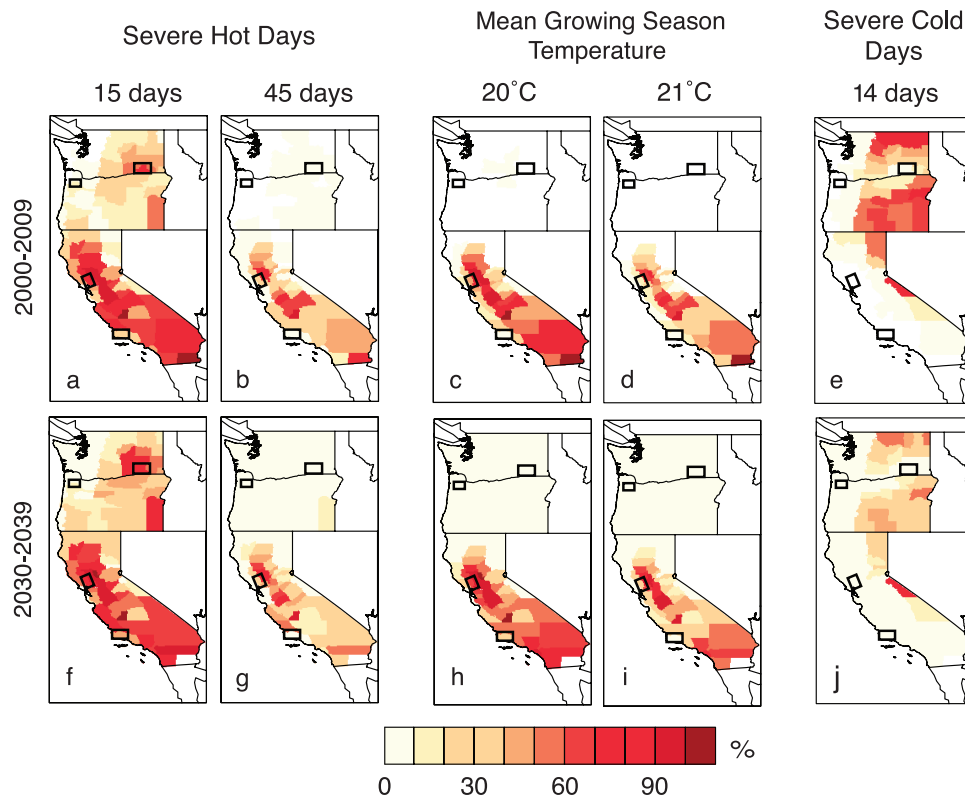 Severe Hot Days
Mean Growing Season
Temperature
Severe Cold
Days
15 days
45 days
20°C
21°C
14 days
2000-2009
a
b
c
d
e
2030-2039
f
g
h
i
j
%
0
30
60
90